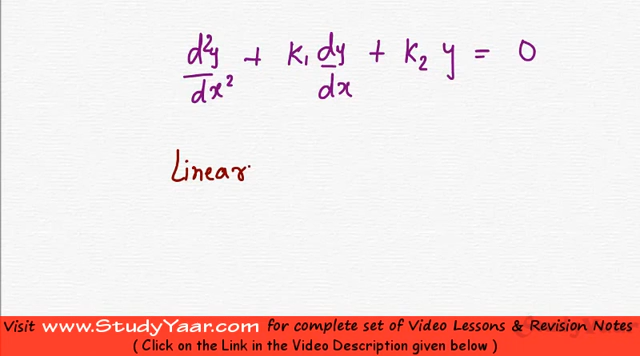 d²y/dx² + k₁ dy/dx + k₂ y = 0
Linear
Visit www.StudyYaar.com for complete set of Video Lessons & Revision Notes
( Click on the Link in the Video Description given below )